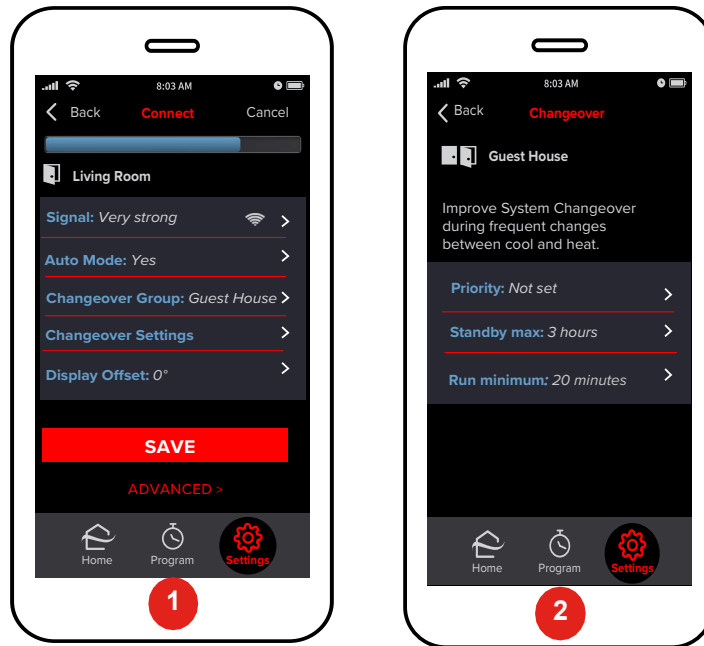 8:03 AM
Back Connect Cancel
Living Room
Signal: Very strong
Auto Mode: Yes
Changeover Group: Guest House
Changeover Settings
Display Offset: 0°
SAVE
ADVANCED >
Home Program Settings
1
8:03 AM
Back Changeover
Guest House
Improve System Changeover
during frequent changes
between cool and heat.
Priority: Not set
Standby max: 3 hours
Run minimum: 20 minutes
Home Program Settings
2